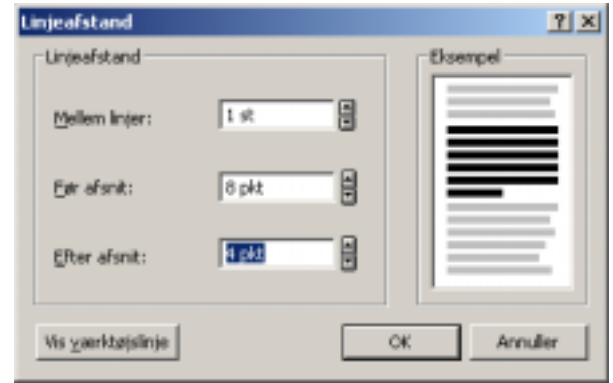 Linjeafstand
Linjeafstand
Eksempel
Mellem linjer:
1 st
Før afsnit:
8 pkt
Efter afsnit:
4 pkt
Vis værktøjslinje
OK
Annuller